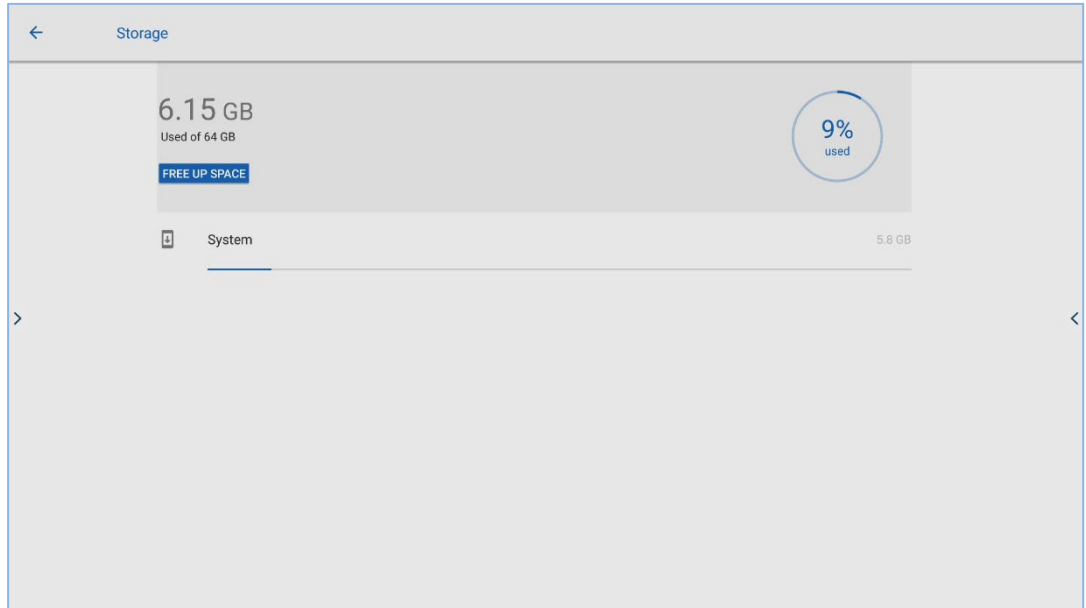 Storage
6.15 GB
Used of 64 GB
FREE UP SPACE
9%
used
System
5.8 GB